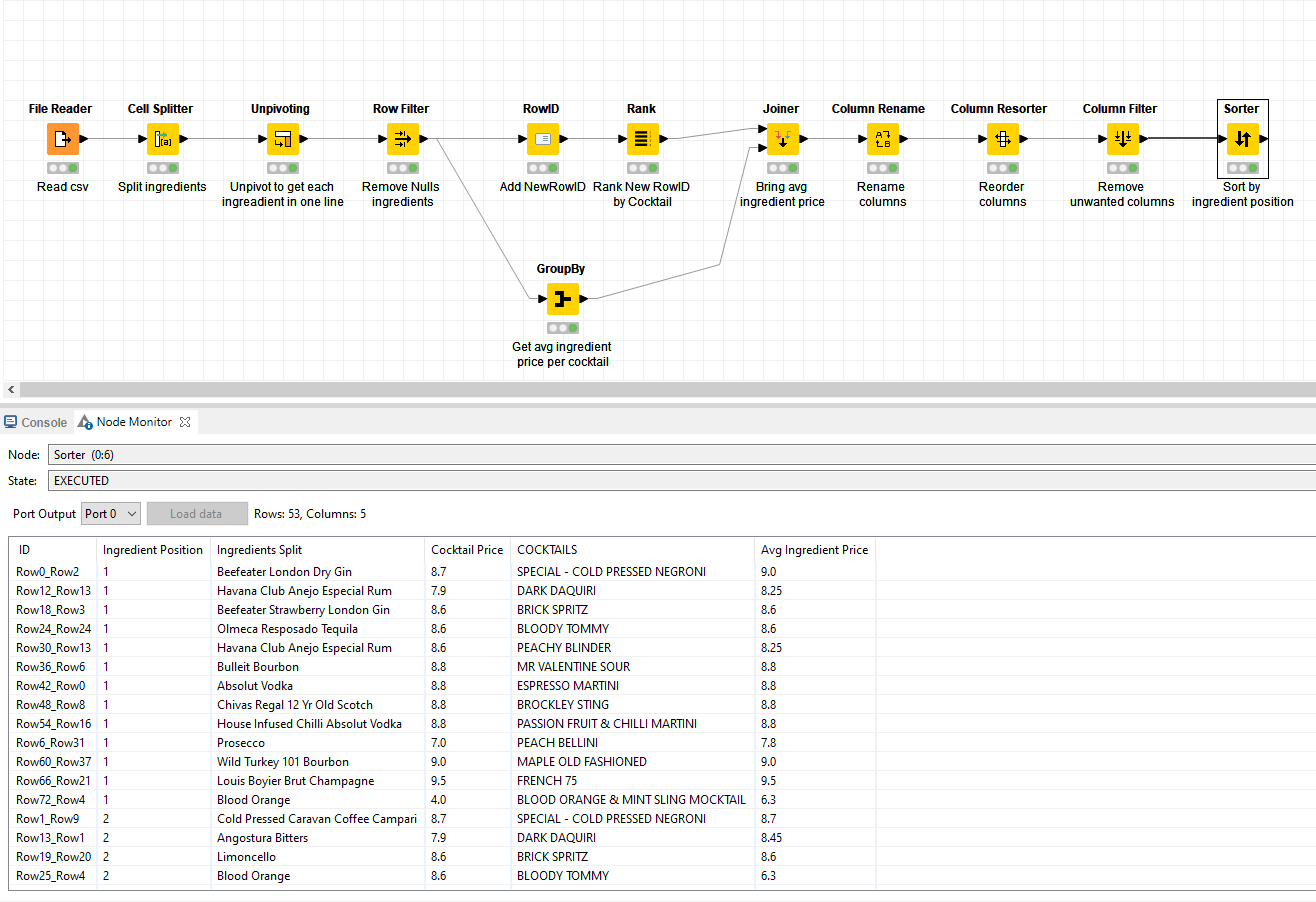 File Reader Cell Splitter Unpivoting Row Filter RowID Rank Joiner Column Rename Column Resorter Column Filter Sorter
Read csv Split ingredients Unpivot to get each Remove Nulls Add NewRowID Rank New RowID Bring avg Rename Reorder Remove Sort by
ingreadient in one line ingredients by Cocktail ingredient price columns columns unwanted columns ingredient position
GroupBy
Get avg ingredient
price per cocktail
Console Node Monitor
Node: Sorter (0:6)
State: EXECUTED
Port Output Port 0 Load data Rows: 53, Columns: 5
ID Ingredient Position Ingredients Split Cocktail Price COCKTAILS Avg Ingredient Price
Row0_Row2 1 Beefeater London Dry Gin 8.7 SPECIAL - COLD PRESSED NEGRONI 9.0
Row12_Row13 1 Havana Club Anejo Especial Rum 7.9 DARK DAQUIRI 8.25
Row18_Row3 1 Beefeater Strawberry London Gin 8.6 BRICK SPRITZ 8.6
Row24_Row24 1 Olmeca Resposado Tequila 8.6 BLOODY TOMMY 8.6
Row30_Row13 1 Havana Club Anejo Especial Rum 8.6 PEACHY BLINDER 8.25
Row36_Row6 1 Bulleit Bourbon 8.8 MR VALENTINE SOUR 8.8
Row42_Row0 1 Absolut Vodka 8.8 ESPRESSO MARTINI 8.8
Row48_Row8 1 Chivas Regal 12 Yr Old Scotch 8.8 BROCKLEY STING 8.8
Row54_Row16 1 House Infused Chilli Absolut Vodka 8.8 PASSION FRUIT & CHILLI MARTINI 8.8
Row6_Row31 1 Prosecco 7.0 PEACH BELLINI 7.8
Row60_Row37 1 Wild Turkey 101 Bourbon 9.0 MAPLE OLD FASHIONED 9.0
Row66_Row21 1 Louis Boyier Brut Champagne 9.5 FRENCH 75 9.5
Row72_Row4 1 Blood Orange 4.0 BLOOD ORANGE & MINT SLING MOCKTAIL 6.3
Row1_Row9 2 Cold Pressed Caravan Coffee Campari 8.7 SPECIAL - COLD PRESSED NEGRONI 8.7
Row13_Row1 2 Angostura Bitters 7.9 DARK DAQUIRI 8.45
Row19_Row20 2 Limoncello 8.6 BRICK SPRITZ 8.6
Row25_Row4 2 Blood Orange 8.6 BLOODY TOMMY 6.3